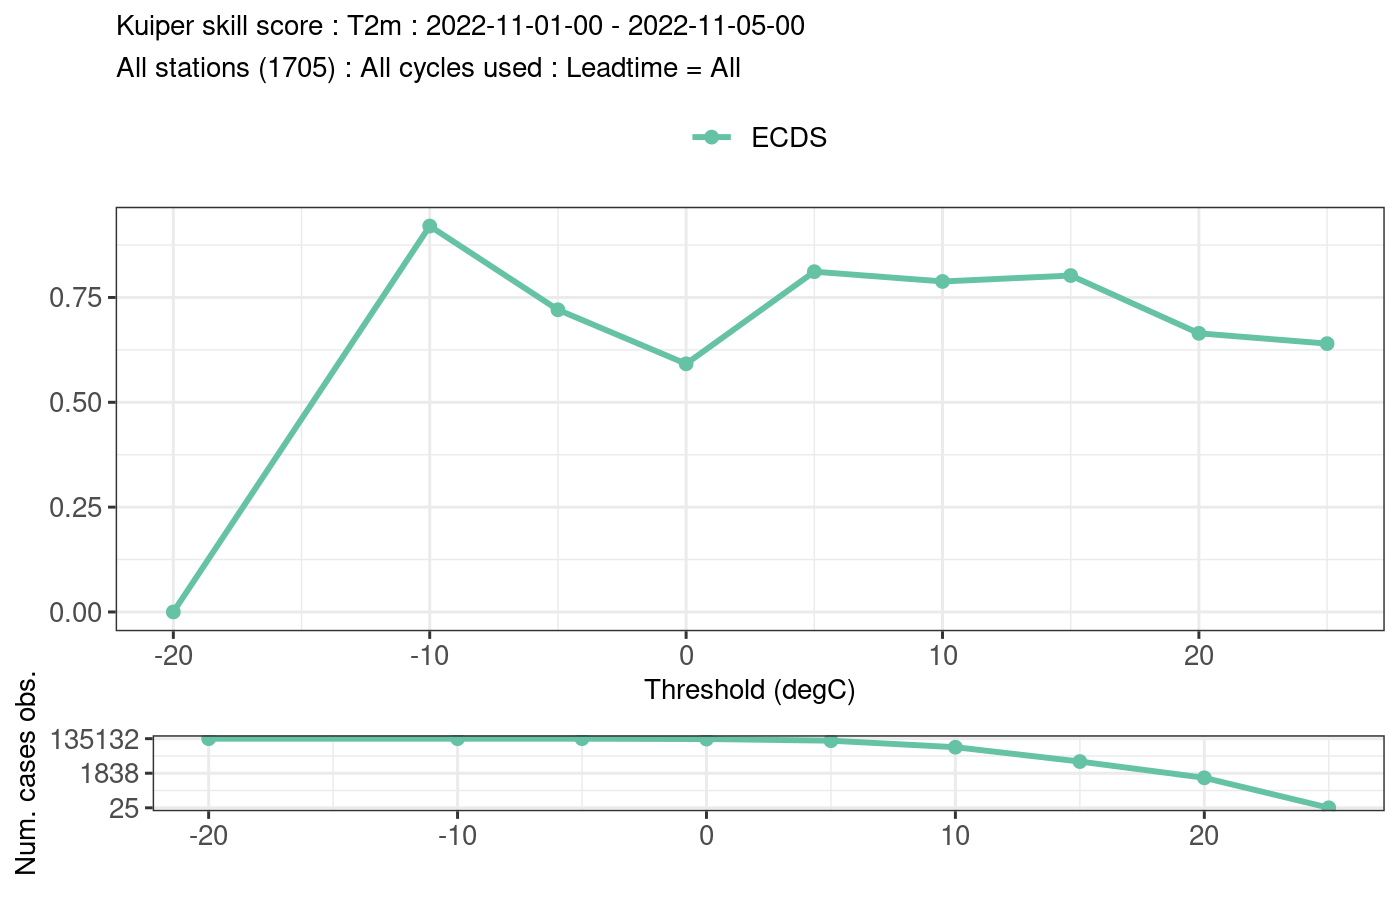 Kuiper skill score : T2m : 2022-11-01-00 - 2022-11-05-00
All stations (1705) : All cycles used : Leadtime = All
ECDS
0.75
0.50
0.25
0.00
-20 -10 0 10 20
Threshold (degC)
Num. cases obs.
135132
1838
25
-20 -10 0 10 20